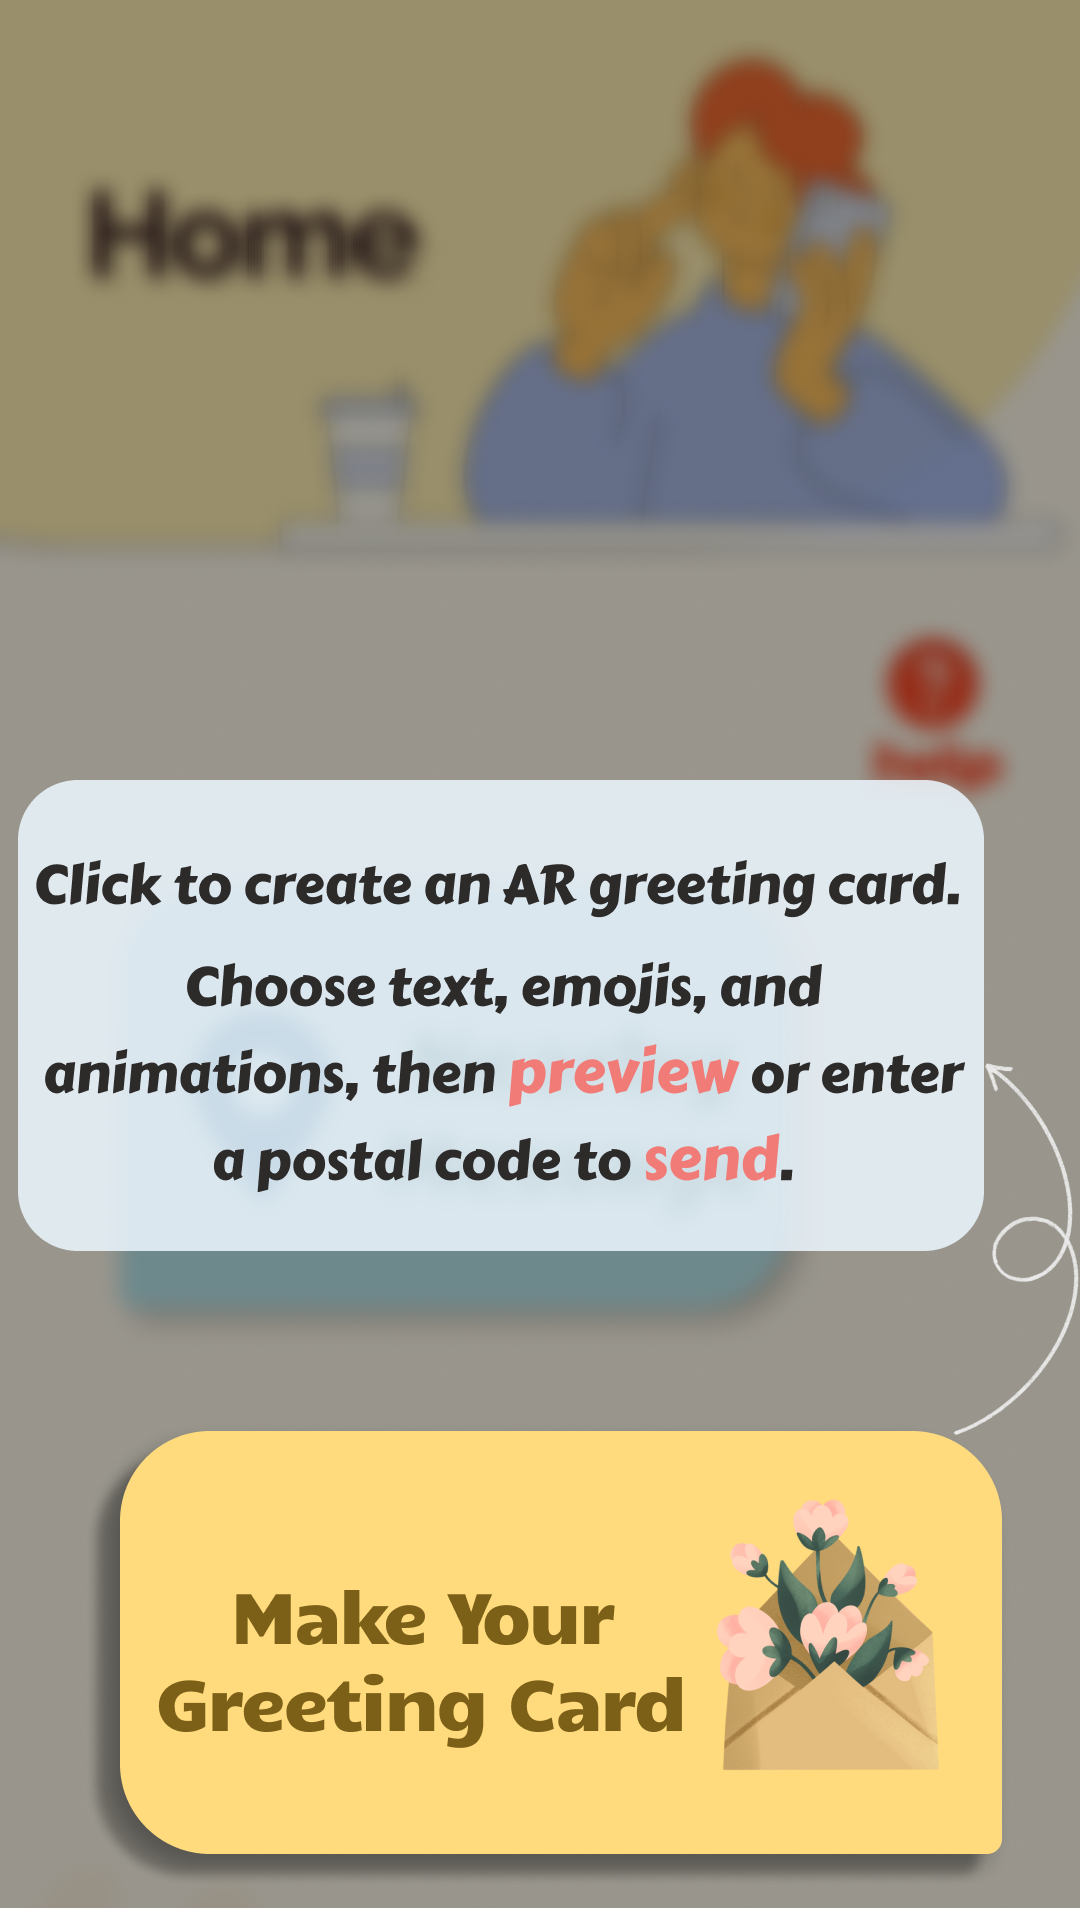 Home
Click to create an AR greeting card.
Choose text, emojis, and
animations, then preview or enter
a postal code to send.
Make Your
Greeting Card